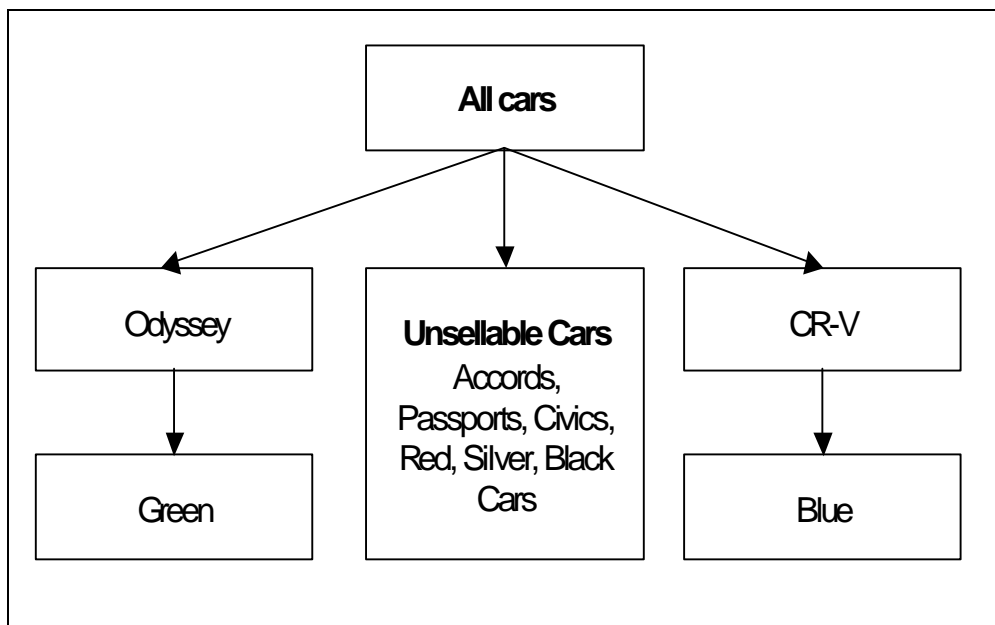 All cars
Odyssey
Unsellable Cars
Accords,
Passports, Civics,
Red, Silver, Black
Cars
CR-V
Green
Blue